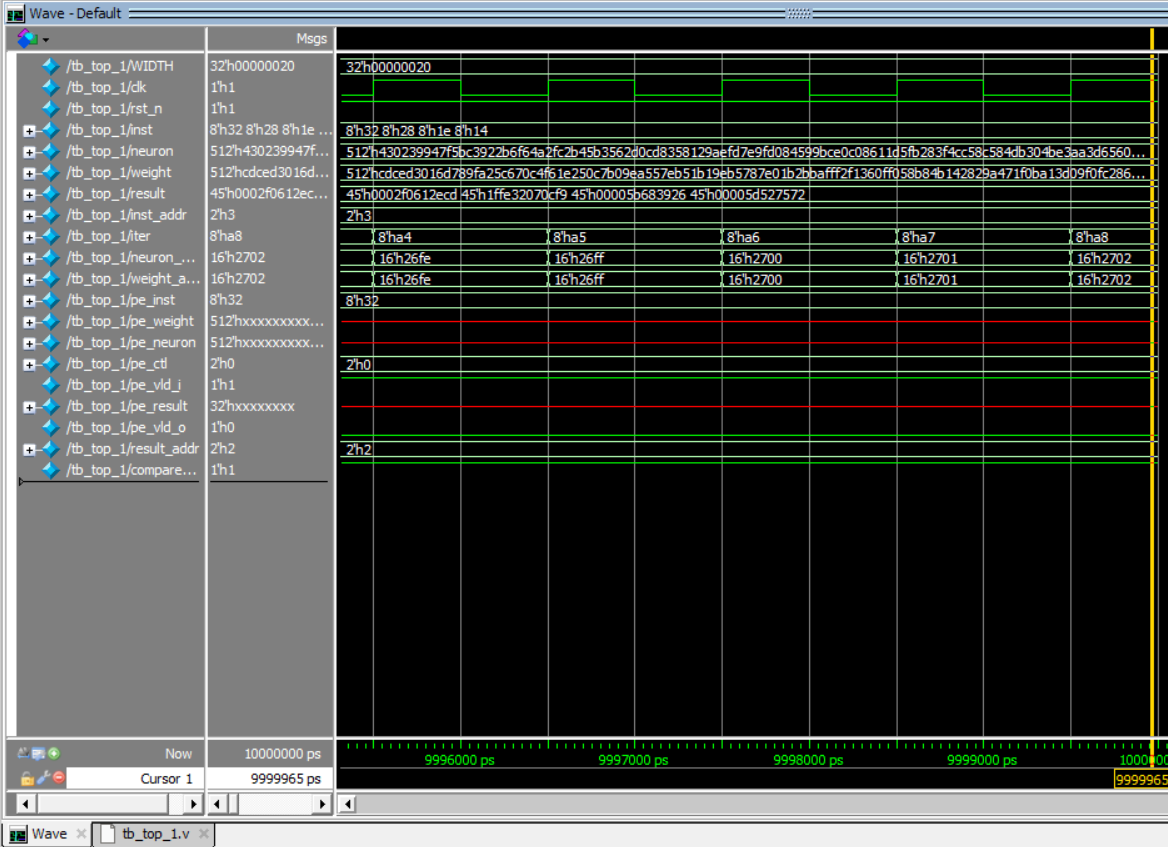 Wave - Default
Msgs
/tb_top_1/WIDTH 32'h00000020 32'h00000020
/tb_top_1/clk 1'h1
/tb_top_1/rst_n 1'h1
/tb_top_1/inst 8'h32 8'h28 8'h1e ... 8'h32 8'h28 8'h1e 8'h14
/tb_top_1/neuron 512'h430239947f... 512'h430239947f5bc3922b6f64a2fc2b45b3562d0cd8358129aefd7e9fd084599bce0c08611d5fb283f4cc58c584db304be3aa3d6560...
/tb_top_1/weight 512'hcdced3016d... 512'hcdced3016d789fa25c670c4f61e250c7b09ea557eb51b19eb5787e01b2bbafff2f1360ff058b84b142829a471f0ba13d09f0fc286...
/tb_top_1/result 45'h0002f0612ec... 45'h0002f0612ecd 45'h1ffe32070cf9 45'h00005b683926 45'h00005d527572
/tb_top_1/inst_addr 2'h3 2'h3
/tb_top_1/iter 8'ha8 8'ha4 8'ha5 8'ha6 8'ha7 8'ha8
/tb_top_1/neuron_... 16'h2702 16'h26fe 16'h26ff 16'h2700 16'h2701 16'h2702
/tb_top_1/weight_a... 16'h2702 16'h26fe 16'h26ff 16'h2700 16'h2701 16'h2702
/tb_top_1/pe_inst 8'h32 8'h32
/tb_top_1/pe_weight 512'hxxxxxxxxx...
/tb_top_1/pe_neuron 512'hxxxxxxxxx...
/tb_top_1/pe_ctl 2'h0 2'h0
/tb_top_1/pe_vld_i 1'h1
/tb_top_1/pe_result 32'hxxxxxxxx
/tb_top_1/pe_vld_o 1'h0
/tb_top_1/result_addr 2'h2 2'h2
/tb_top_1/compare... 1'h1
Now 10000000 ps 9996000 ps 9997000 ps 9998000 ps 9999000 ps
Cursor 1 9999965 ps 9999965
Wave tb_top_1.v